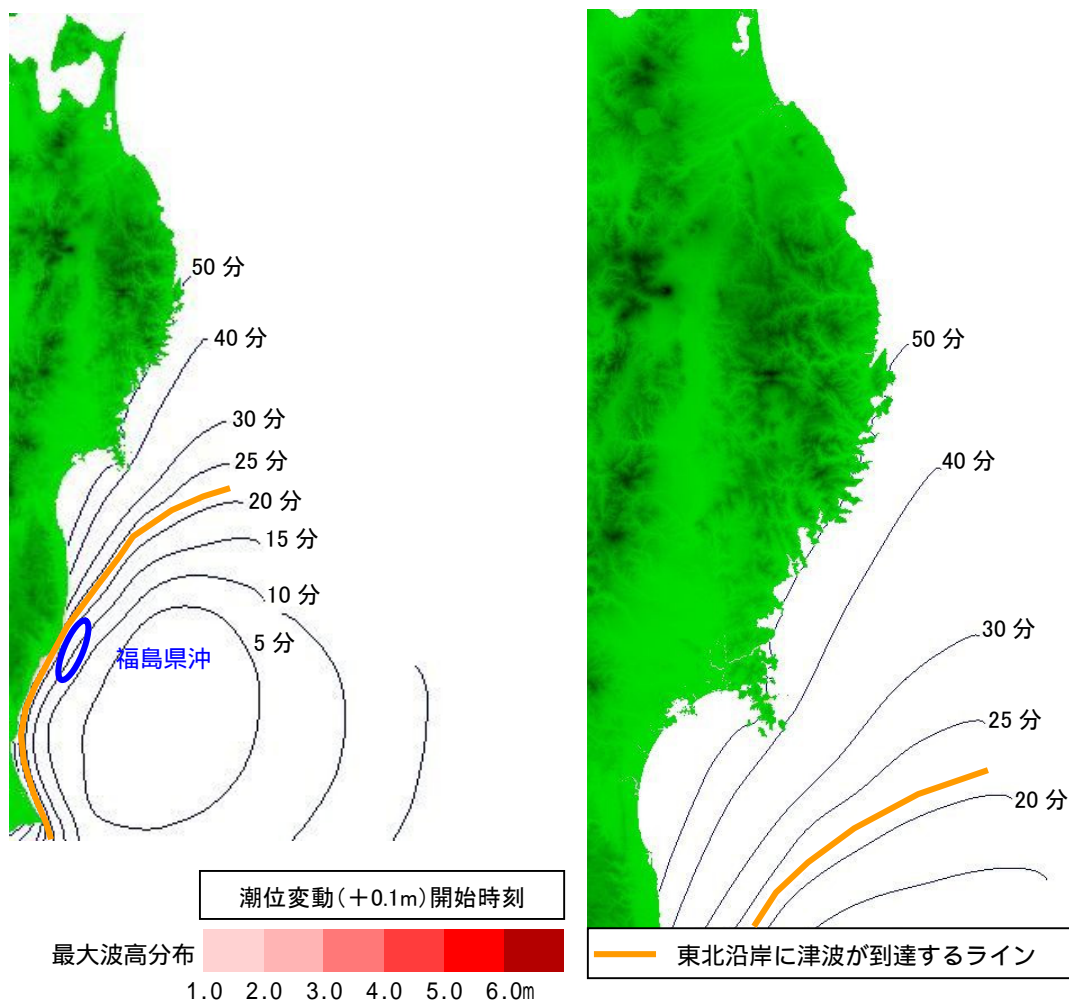 50 分
40 分
30 分
25 分
20 分
15 分
10 分
5 分
福島県沖
潮位変動(＋0.1m)開始時刻
最大波高分布
1.0 2.0 3.0 4.0 5.0 6.0m
50 分
40 分
30 分
25 分
20 分
東北沿岸に津波が到達するライン